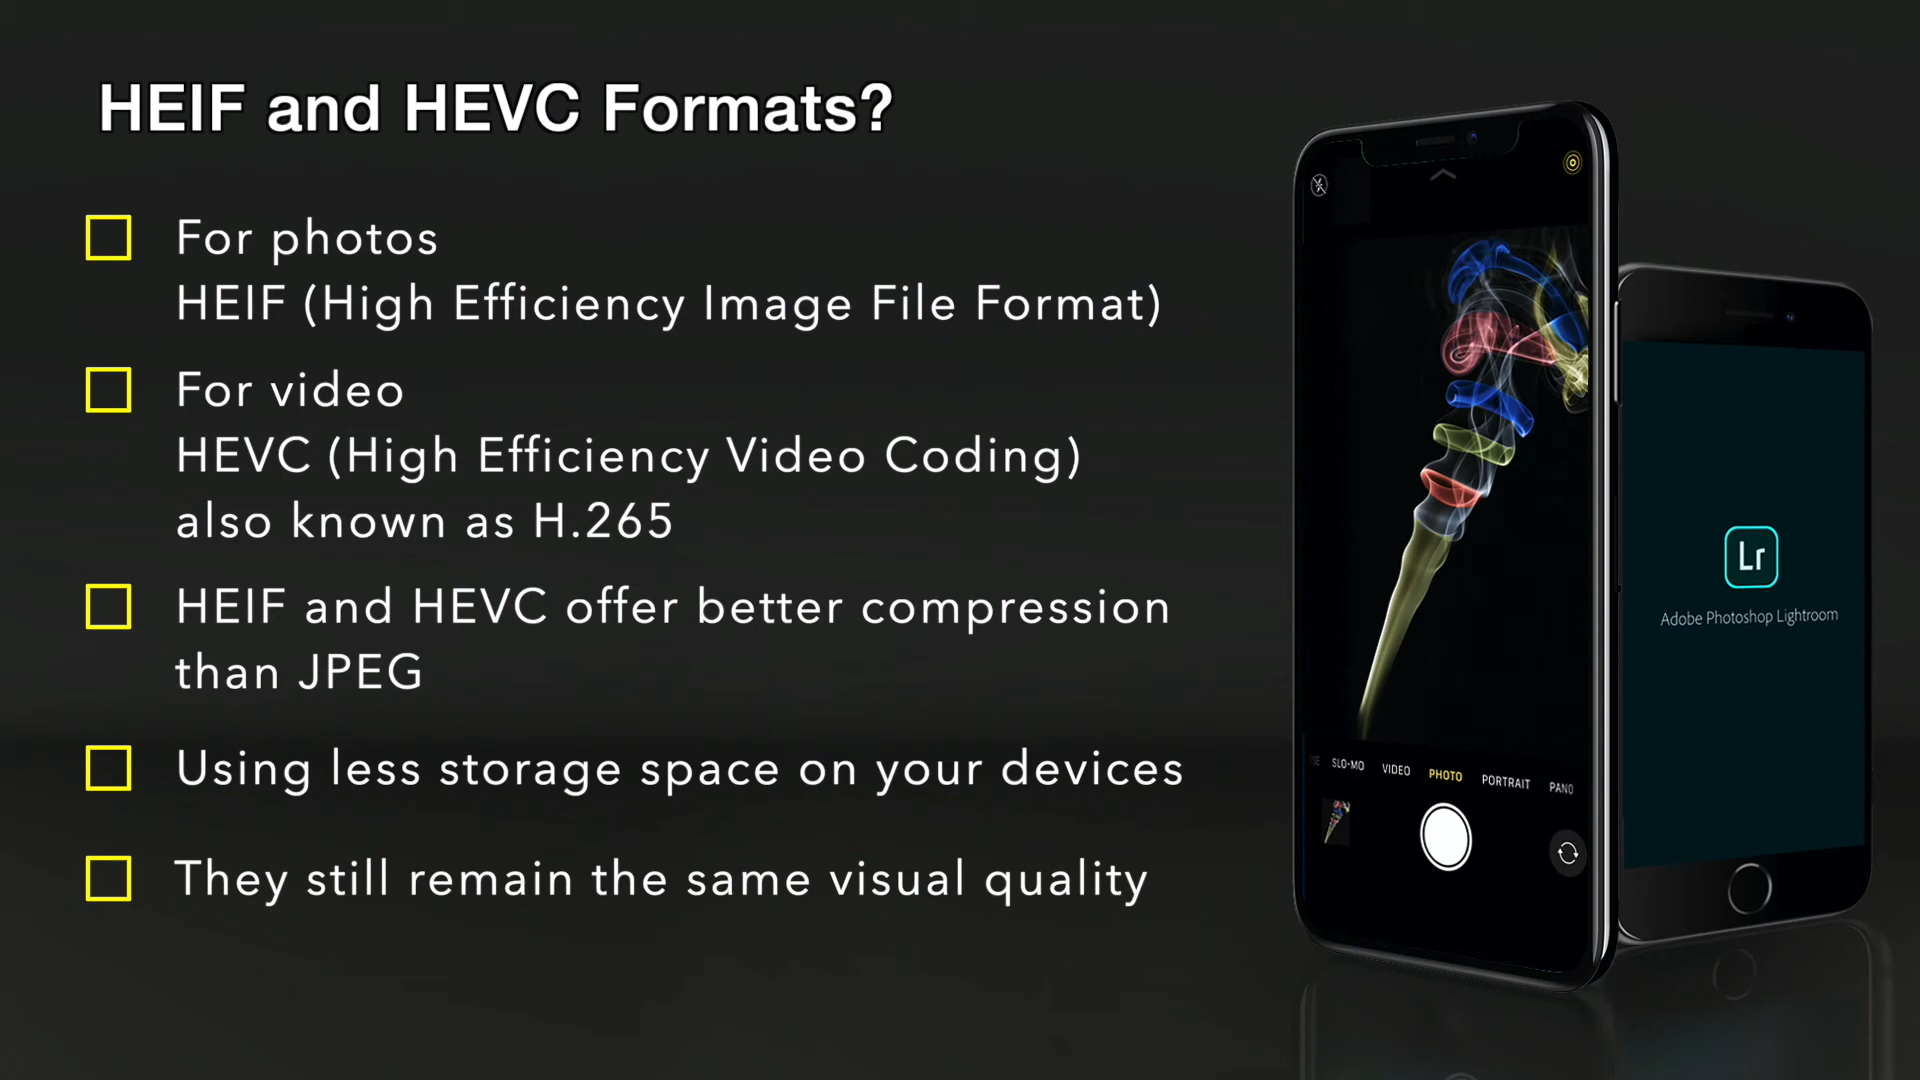 HEIF and HEVC Formats?
For photos
HEIF (High Efficiency Image File Format)
For video
HEVC (High Efficiency Video Coding)
also known as H.265
HEIF and HEVC offer better compression
than JPEG
Using less storage space on your devices
They still remain the same visual quality
SLO-MO VIDEO PHOTO PORTRAIT PANO
Lr
Adobe Photoshop Lightroom